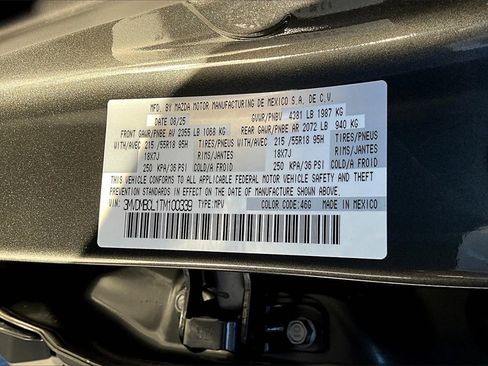 MFD. BY MAZDA MOTOR MANUFACTURING DE MEXICO S.A. DE C.V.
DATE 08/25 GVWR/PNBV 4381 LB 1987 KG
FRONT GAWR/PNBE AV 2355 LB 1068 KG REAR GAWR/PNBE AR 2072 LB 940 KG
WITH/AVEC 215 /55R18 95H TIRES/PNEUS WITH/AVEC 215 /55R18 95H TIRES/PNEUS
18X7J RIMS/JANTES 18X7J RIMS/JANTES
250 KPA/36 PSI COLD/A FROID 250 KPA/36 PSI COLD/A FROID
THIS VEHICLE CONFORMS TO ALL APPLICABLE FEDERAL MOTOR VEHICLE SAFETY AND THEFT
PREVENTION STANDARDS IN EFFECT ON THE DATE OF MANUFACTURE SHOWN ABOVE.
VIN: 3MVDMBCL1TM100339 TYPE: MPV COLOR CODE: 46G MADE IN MEXICO